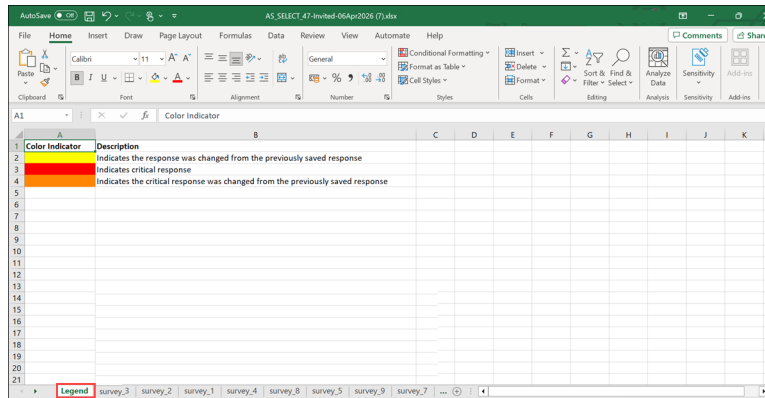 AutoSave Off AS_SELECT_47-Invited-06Apr2026 (7).xlsx
File Home Insert Draw Page Layout Formulas Data Review View Automate Help Comments Shar
Paste
Calibri 11 A^ A˅
B I U A
General
% 9 .00
Conditional Formatting
Format as Table
Cell Styles
Insert
Delete
Format
Sort & Filter
Find & Select
Analyze Data
Sensitivity
Add-ins
Clipboard Font Alignment Number Styles Cells Editing Analysis Sensitivity Add-ins
A1 fx Color Indicator
A B C D E F G H I J K
1 Color Indicator Description
2 Indicates the response was changed from the previously saved response
3 Indicates critical response
4 Indicates the critical response was changed from the previously saved response
5
6
7
8
9
10
11
12
13
14
15
16
17
18
19
20
21
Legend survey_3 survey_2 survey_1 survey_4 survey_8 survey_5 survey_9 survey_7 ...